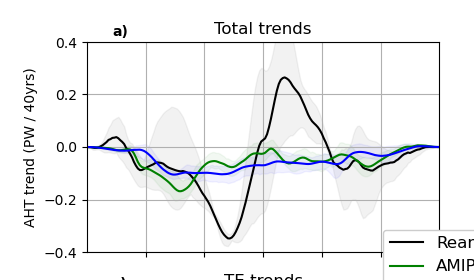 a) Total trends
0.4
0.2
0.0
−0.2
−0.4
AHT trend (PW / 40yrs)
AMIP
TE trends